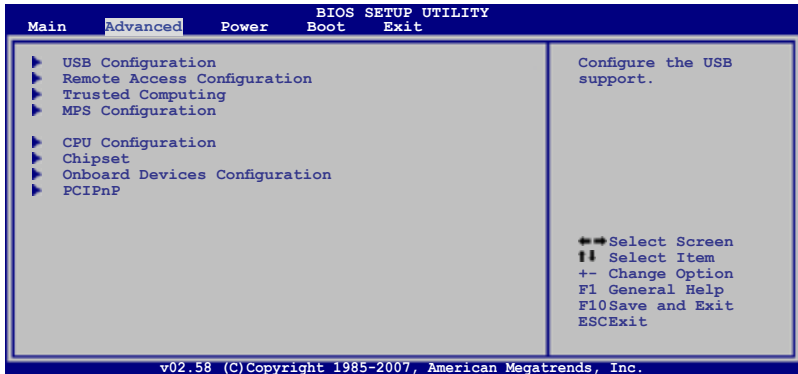 BIOS SETUP UTILITY
Main Advanced Power Boot Exit
USB Configuration
Remote Access Configuration
Trusted Computing
MPS Configuration
CPU Configuration
Chipset
Onboard Devices Configuration
PCIPnP
Configure the USB
support.
Select Screen
Select Item
+- Change Option
F1 General Help
F10Save and Exit
ESCExit
v02.58 (C)Copyright 1985-2007, American Megatrends, Inc.